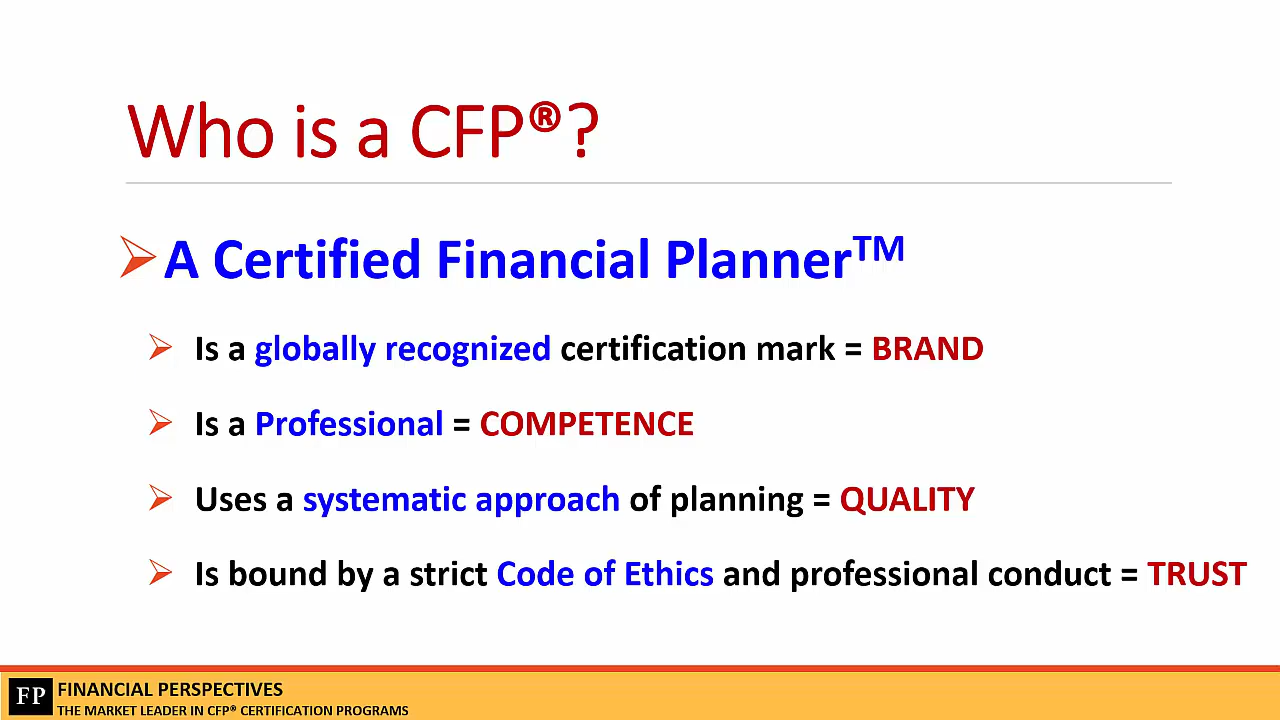 Who is a CFP®?
A Certified Financial Planner™
Is a globally recognized certification mark = BRAND
Is a Professional = COMPETENCE
Uses a systematic approach of planning = QUALITY
Is bound by a strict Code of Ethics and professional conduct = TRUST
FP
FINANCIAL PERSPECTIVES
THE MARKET LEADER IN CFP® CERTIFICATION PROGRAMS